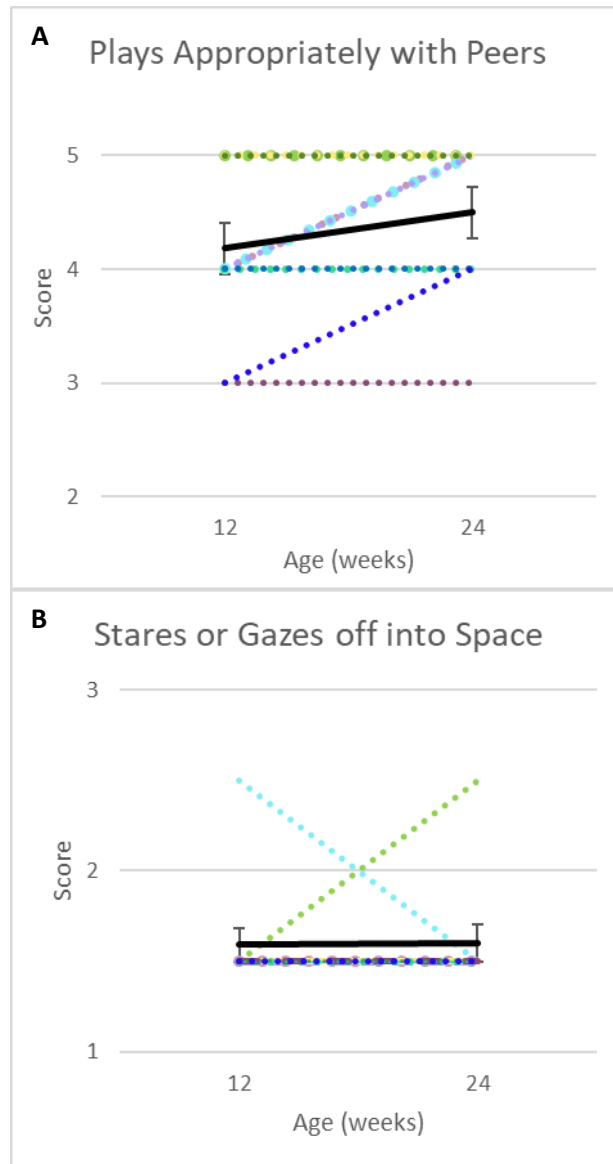 A
Plays Appropriately with Peers
5
4
3
2
Score
12 24
Age (weeks)
B
Stares or Gazes off into Space
3
2
1
Score
12 24
Age (weeks)